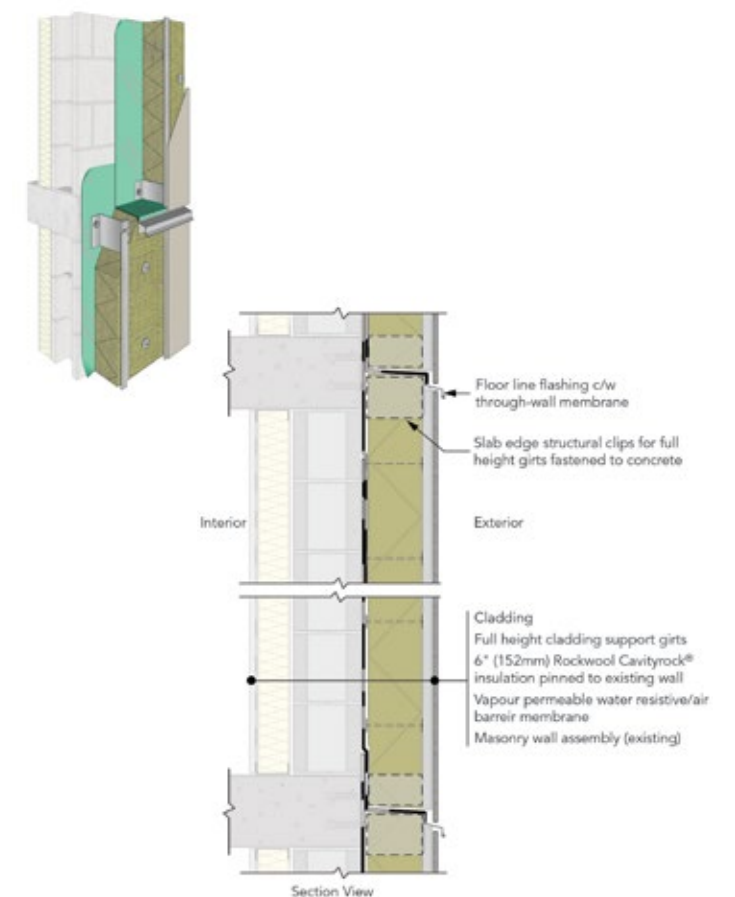 Floor line flashing c/w
through-wall membrane
Slab edge structural clips for full
height girts fastened to concrete
Interior
Exterior
Cladding
Full height cladding support girts
6" (152mm) Rockwool Cavityrock®
insulation pinned to existing wall
Vapour permeable water resistive/air
barreir membrane
Masonry wall assembly (existing)
Section View